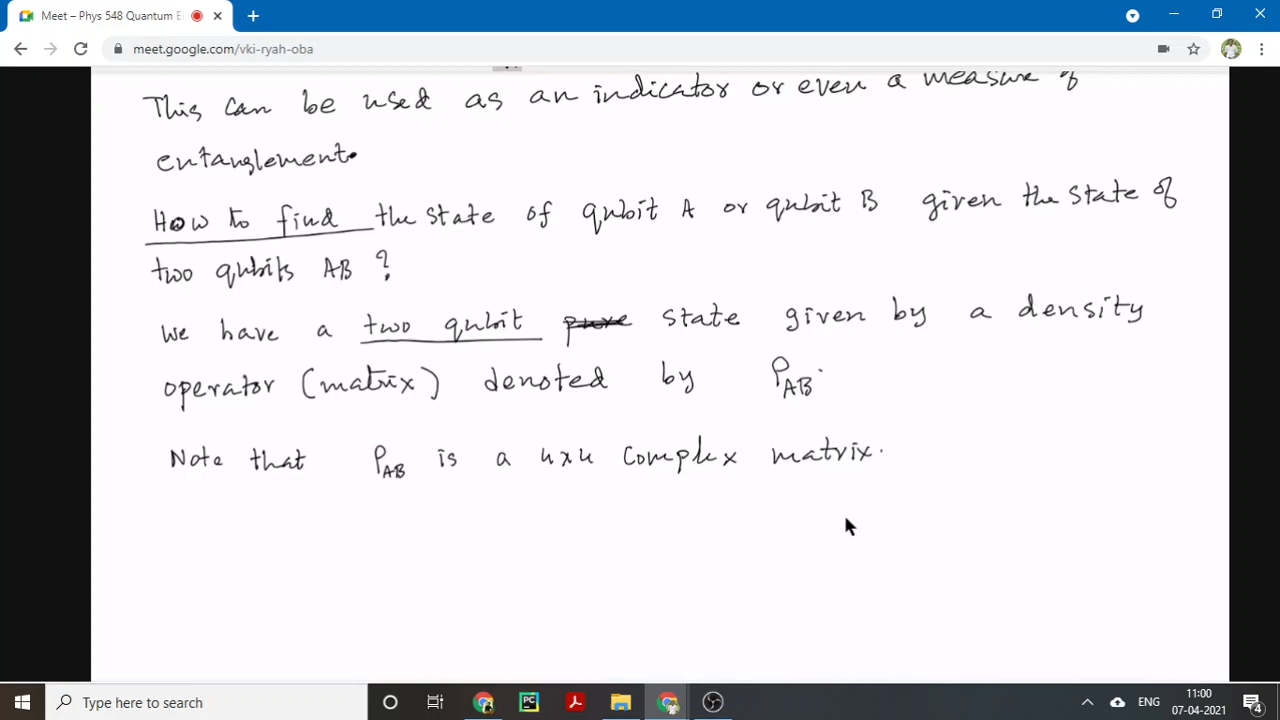 Meet – Phys 548 Quantum E
meet.google.com/vki-ryah-oba
This can be used as an indicator or even a measure of
entanglement.
How to find the state of qubit A or qubit B given the state of
two qubits AB ?
We have a two qubit pure state given by a density
operator (matrix) denoted by ρAB.
Note that ρAB is a 4x4 complex matrix.
Type here to search
ENG
11:00
07-04-2021
4